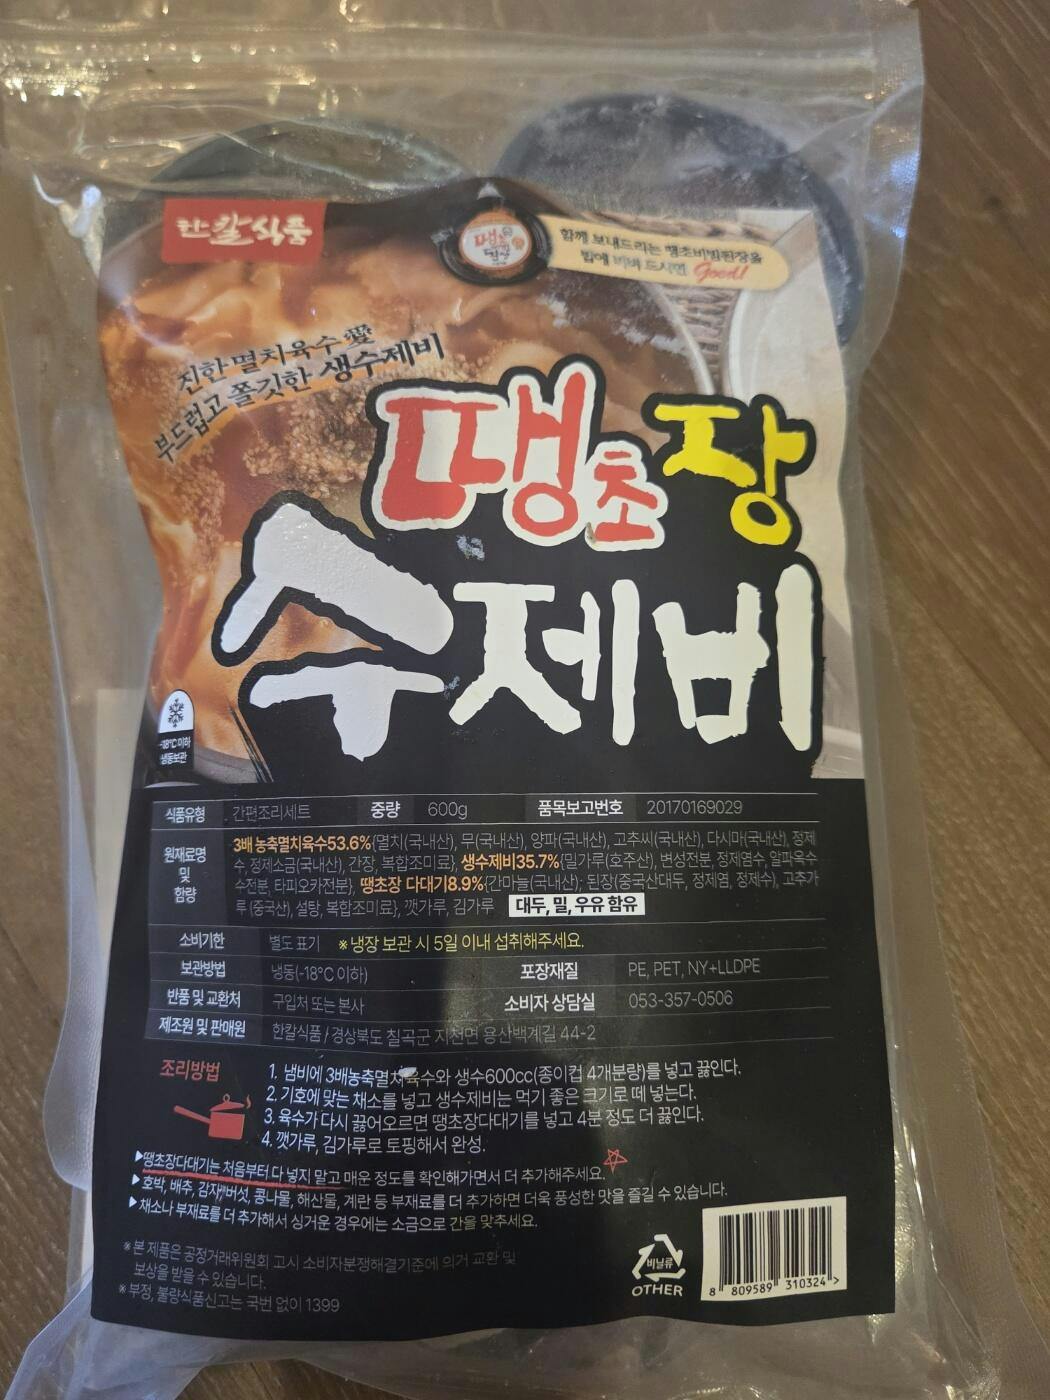 한칼식품
땡초
함께 보내드리는 땡초비빔된장을
밥에 비벼 드시면 Good!
진한멸치육수 愛
부드럽고 쫄깃한 생수제비
땡초장
수제비
-18℃이하
냉동보관
식품유형 간편조리세트 중량 600g 품목보고번호 20170169029
원재료명 및 함량
3배 농축멸치육수53.6%{멸치(국내산), 무(국내산), 양파(국내산), 고추씨(국내산), 다시마(국내산), 정제
수, 정제소금(국내산), 간장, 복합조미료}, 생수제비35.7%{밀가루(호주산), 변성전분, 정제염수, 알파옥수
수전분, 타피오카전분}, 땡초장 다대기8.9%{간마늘(국내산); 된장(중국산대두, 정제염, 정제수), 고추가
루(중국산), 설탕, 복합조미료}, 깻가루, 김가루 대두, 밀, 우유 함유
소비기한 별도 표기 ※냉장 보관 시 5일 이내 섭취해주세요.
보관방법 냉동(-18℃ 이하) 포장재질 PE, PET, NY+LLDPE
반품 및 교환처 구입처 또는 본사 소비자 상담실 053-357-0506
제조원 및 판매원 한칼식품 / 경상북도 칠곡군 지천면 용산백계길 44-2
조리방법
1. 냄비에 3배농축멸치육수와 생수600cc(종이컵 4개분량)를 넣고 끓인다.
2. 기호에 맞는 채소를 넣고 생수제비는 먹기 좋은 크기로 떼 넣는다.
3. 육수가 다시 끓어오르면 땡초장다대기를 넣고 4분 정도 더 끓인다.
4. 깻가루, 김가루로 토핑해서 완성.
▶땡초장다대기는 처음부터 다 넣지 말고 매운 정도를 확인해가면서 더 추가해주세요.
▶호박, 배추, 감자, 버섯, 콩나물, 해산물, 계란 등 부재료를 더 추가하면 더욱 풍성한 맛을 즐길 수 있습니다.
▶채소나 부재료를 더 추가해서 싱거운 경우에는 소금으로 간을 맞추세요.
※본 제품은 공정거래위원회 고시 소비자분쟁해결기준에 의거 교환 및
보상을 받을 수 있습니다.
※부정, 불량식품신고는 국번 없이 1399
비닐류
OTHER
8 809589 310324 >